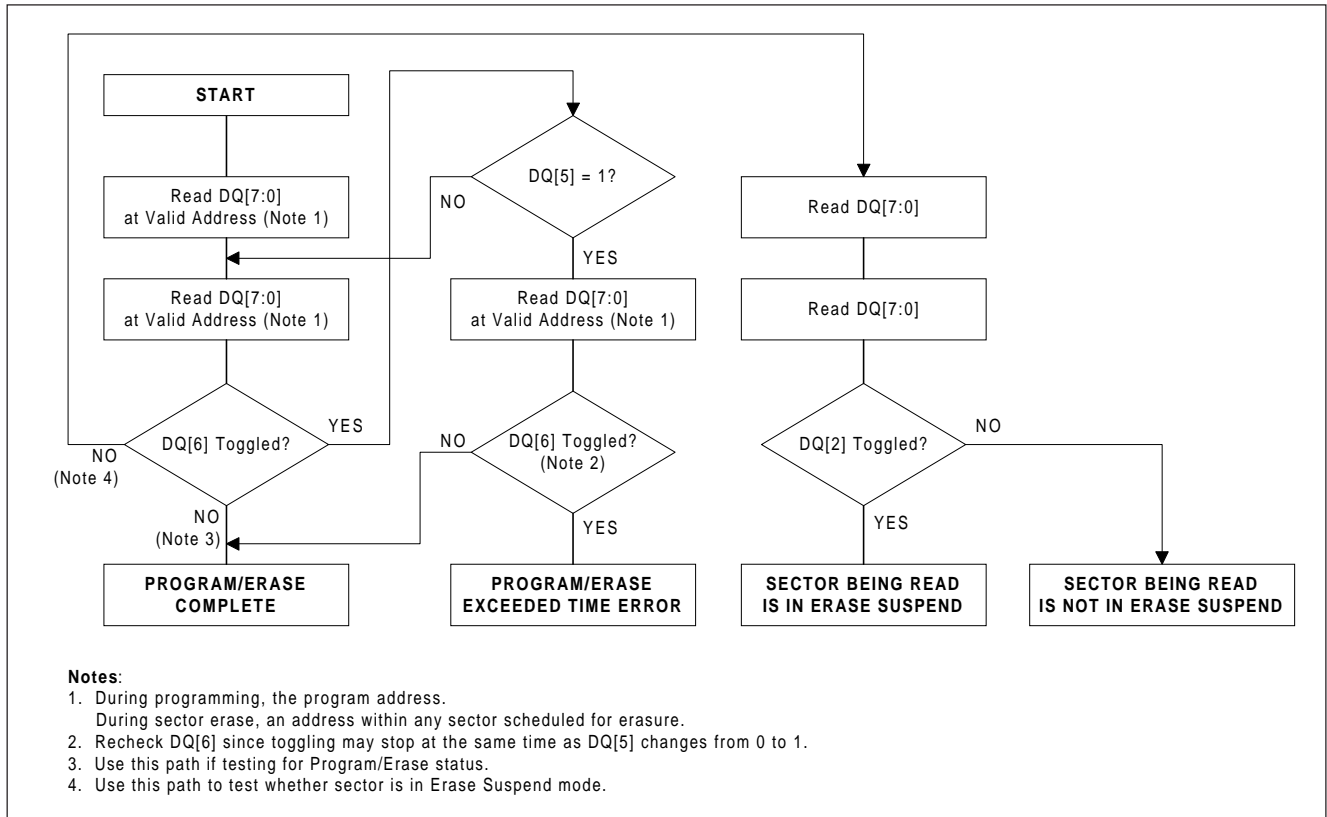 START
Read DQ[7:0]
at Valid Address (Note 1)
Read DQ[7:0]
at Valid Address (Note 1)
DQ[6] Toggled?
YES
NO
(Note 4)
NO
(Note 3)
PROGRAM/ERASE
COMPLETE
DQ[5] = 1?
NO
YES
Read DQ[7:0]
at Valid Address (Note 1)
DQ[6] Toggled?
(Note 2)
NO
YES
PROGRAM/ERASE
EXCEEDED TIME ERROR
Read DQ[7:0]
Read DQ[7:0]
DQ[2] Toggled?
NO
YES
SECTOR BEING READ
IS IN ERASE SUSPEND
SECTOR BEING READ
IS NOT IN ERASE SUSPEND
Notes:
1. During programming, the program address.
During sector erase, an address within any sector scheduled for erasure.
2. Recheck DQ[6] since toggling may stop at the same time as DQ[5] changes from 0 to 1.
3. Use this path if testing for Program/Erase status.
4. Use this path to test whether sector is in Erase Suspend mode.